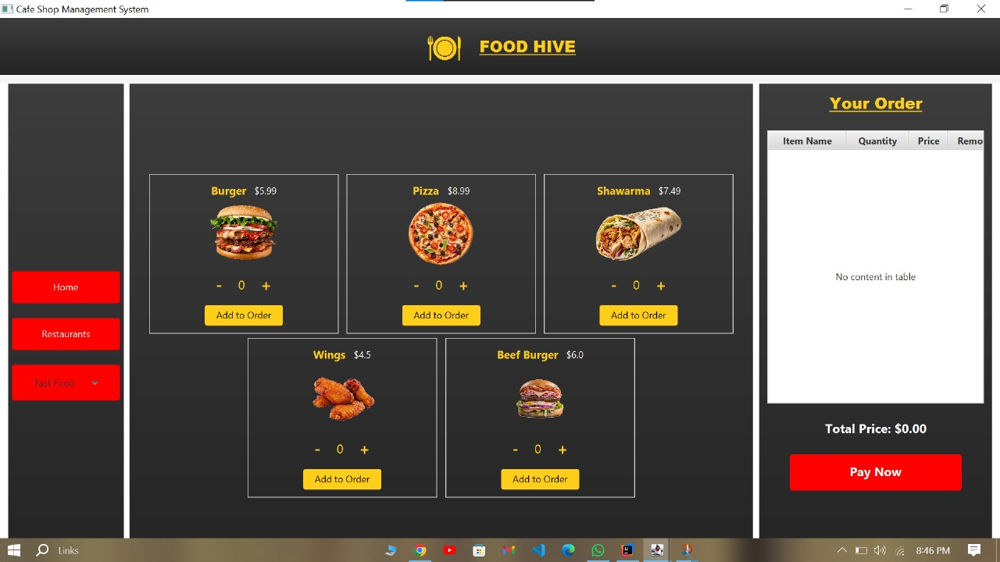 Cafe Shop Management System
FOOD HIVE
Home
Restaurants
Fast Food
Burger $5.99
- 0 +
Add to Order
Pizza $8.99
- 0 +
Add to Order
Shawarma $7.49
- 0 +
Add to Order
Wings $4.5
- 0 +
Add to Order
Beef Burger $6.0
- 0 +
Add to Order
Your Order
Item Name Quantity Price Remo
No content in table
Total Price: $0.00
Pay Now
Links
8:46 PM